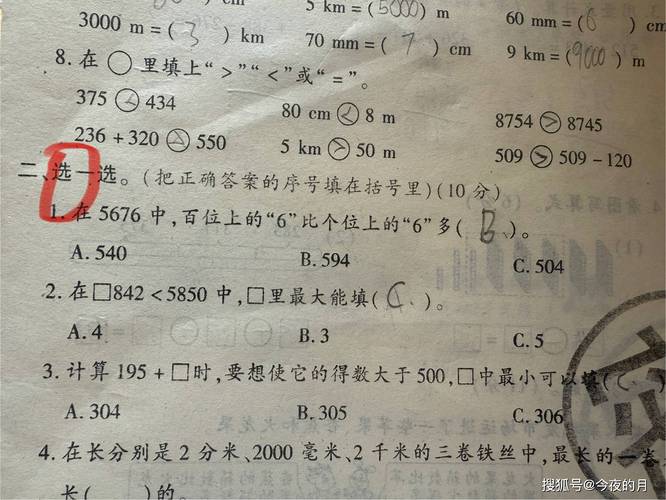 5 km = (5000) m
60 mm = (6) cm
3000 m = (3) km
70 mm = (7) cm
9 km = (9000) m
8. 在 ○ 里填上“>”“<”或“=”。
375 < 434
80 cm < 8 m
8754 > 8745
236 + 320 > 550
5 km > 50 m
509 > 509 - 120
二、选一选。(把正确答案的序号填在括号里)(10 分)
1. 在 5676 中,百位上的“6”比个位上的“6”多( B )。
A. 540 B. 594 C. 504
2. 在□842 < 5850 中,□里最大能填( C )。
A. 4 B. 3 C. 5
3. 计算 195 + □时,要想使它的得数大于 500,□中最小可以填( C )
A. 304 B. 305 C. 306
4. 在长分别是 2 分米、2000 毫米、2 千米的三卷铁丝中,最长的一卷
长( )的。
搜狐号@今夜的月